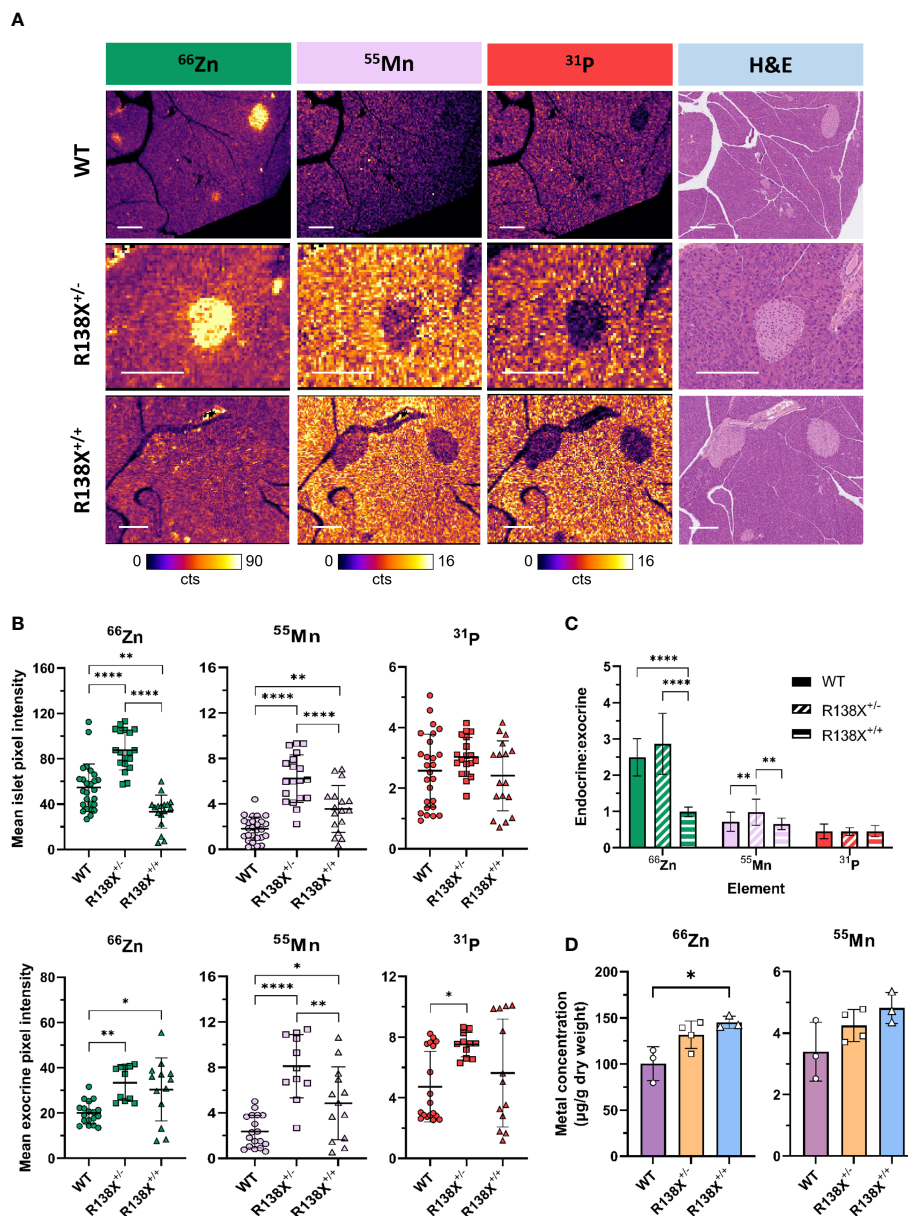 A
⁶⁶Zn ⁵⁵Mn ³¹P H&E
WT
R138X⁺/⁻
R138X⁺/⁺
0 90 0 16 0 16
cts cts cts
B
⁶⁶Zn ⁵⁵Mn ³¹P
Mean islet pixel intensity
160
120
80
40
0
** **** ****
16
12
8
4
0
** **** ****
6
4
2
0
WT R138X⁺/⁻ R138X⁺/⁺
WT R138X⁺/⁻ R138X⁺/⁺
WT R138X⁺/⁻ R138X⁺/⁺
C
Endocrine:exocrine
5
4
3
2
1
0
**** **** ** **
WT
R138X⁺/⁻
R138X⁺/⁺
⁶⁶Zn ⁵⁵Mn ³¹P
Element
⁶⁶Zn ⁵⁵Mn ³¹P
Mean exocrine pixel intensity
80
60
40
20
0
* **
16
12
8
4
0
* **** **
12
8
4
0
*
WT R138X⁺/⁻ R138X⁺/⁺
WT R138X⁺/⁻ R138X⁺/⁺
WT R138X⁺/⁻ R138X⁺/⁺
D
⁶⁶Zn ⁵⁵Mn
Metal concentration
(µg/g dry weight)
200
150
100
50
0
*
6
4
2
0
WT R138X⁺/⁻ R138X⁺/⁺
WT R138X⁺/⁻ R138X⁺/⁺